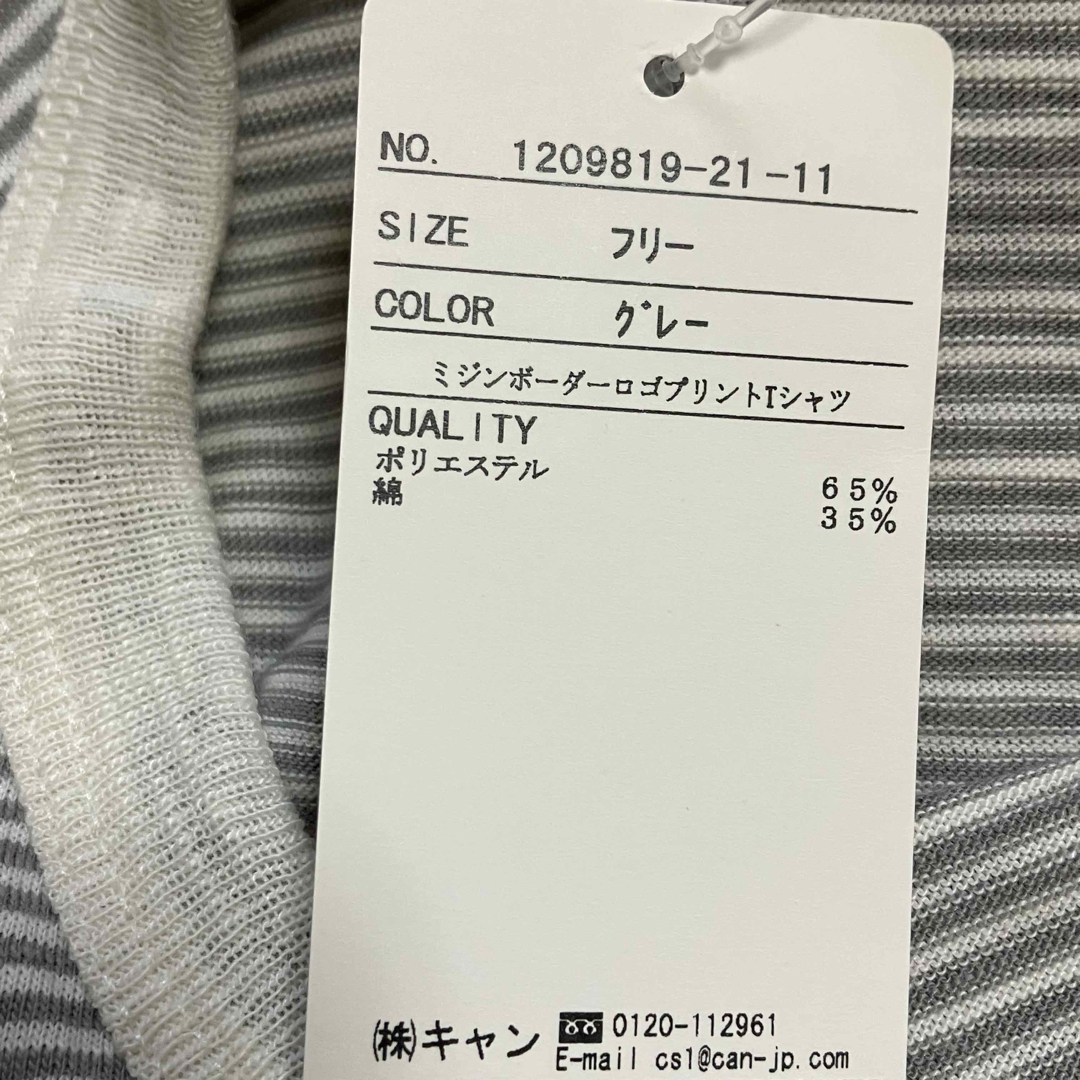 NO. 1209819-21-11
SIZE フリー
COLOR グレー
ミジンボーダーロゴプリントTシャツ
QUALITY
ポリエステル 65%
綿 35%
(株)キャン 0120-112961
E-mail cs1@can-jp.com